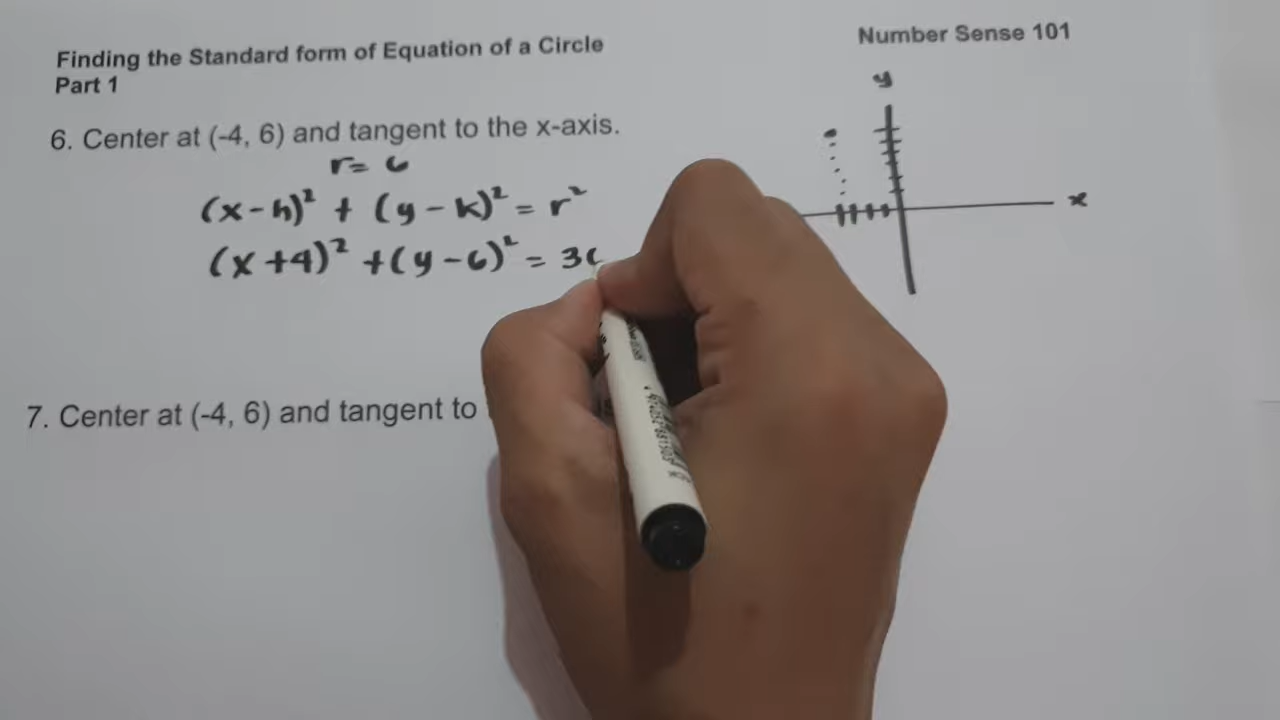 Finding the Standard form of Equation of a Circle
Part 1
Number Sense 101
6. Center at (-4, 6) and tangent to the x-axis.
r= 6
(x-h)² + (y-k)² = r²
(x+4)² +(y-6)² = 36
y
x
7. Center at (-4, 6) and tangent to